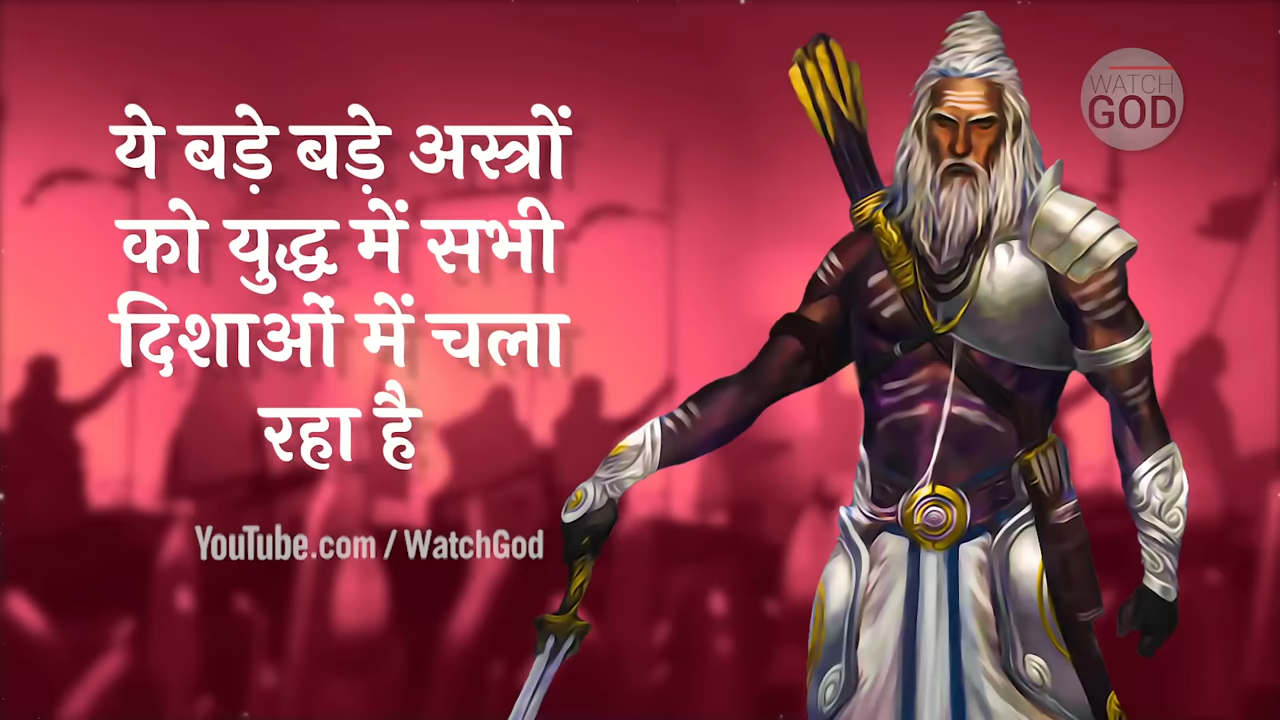 ये बड़े बड़े अस्त्रों
को युद्ध में सभी
दिशाओं में चला
रहा है
YouTube.com / WatchGod
WATCH
GOD